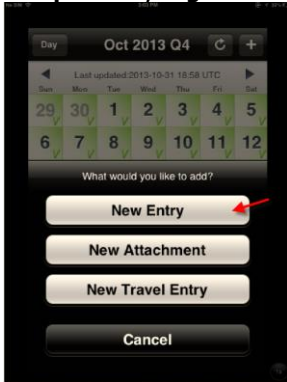 Day Oct 2013 Q4 +
Last updated:2013-10-31 18:58 UTC
Sun Mon Tue Wed Thu Fri Sat
29 30 1 2 3 4 5
6 7 8 9 10 11 12
What would you like to add?
New Entry
New Attachment
New Travel Entry
Cancel